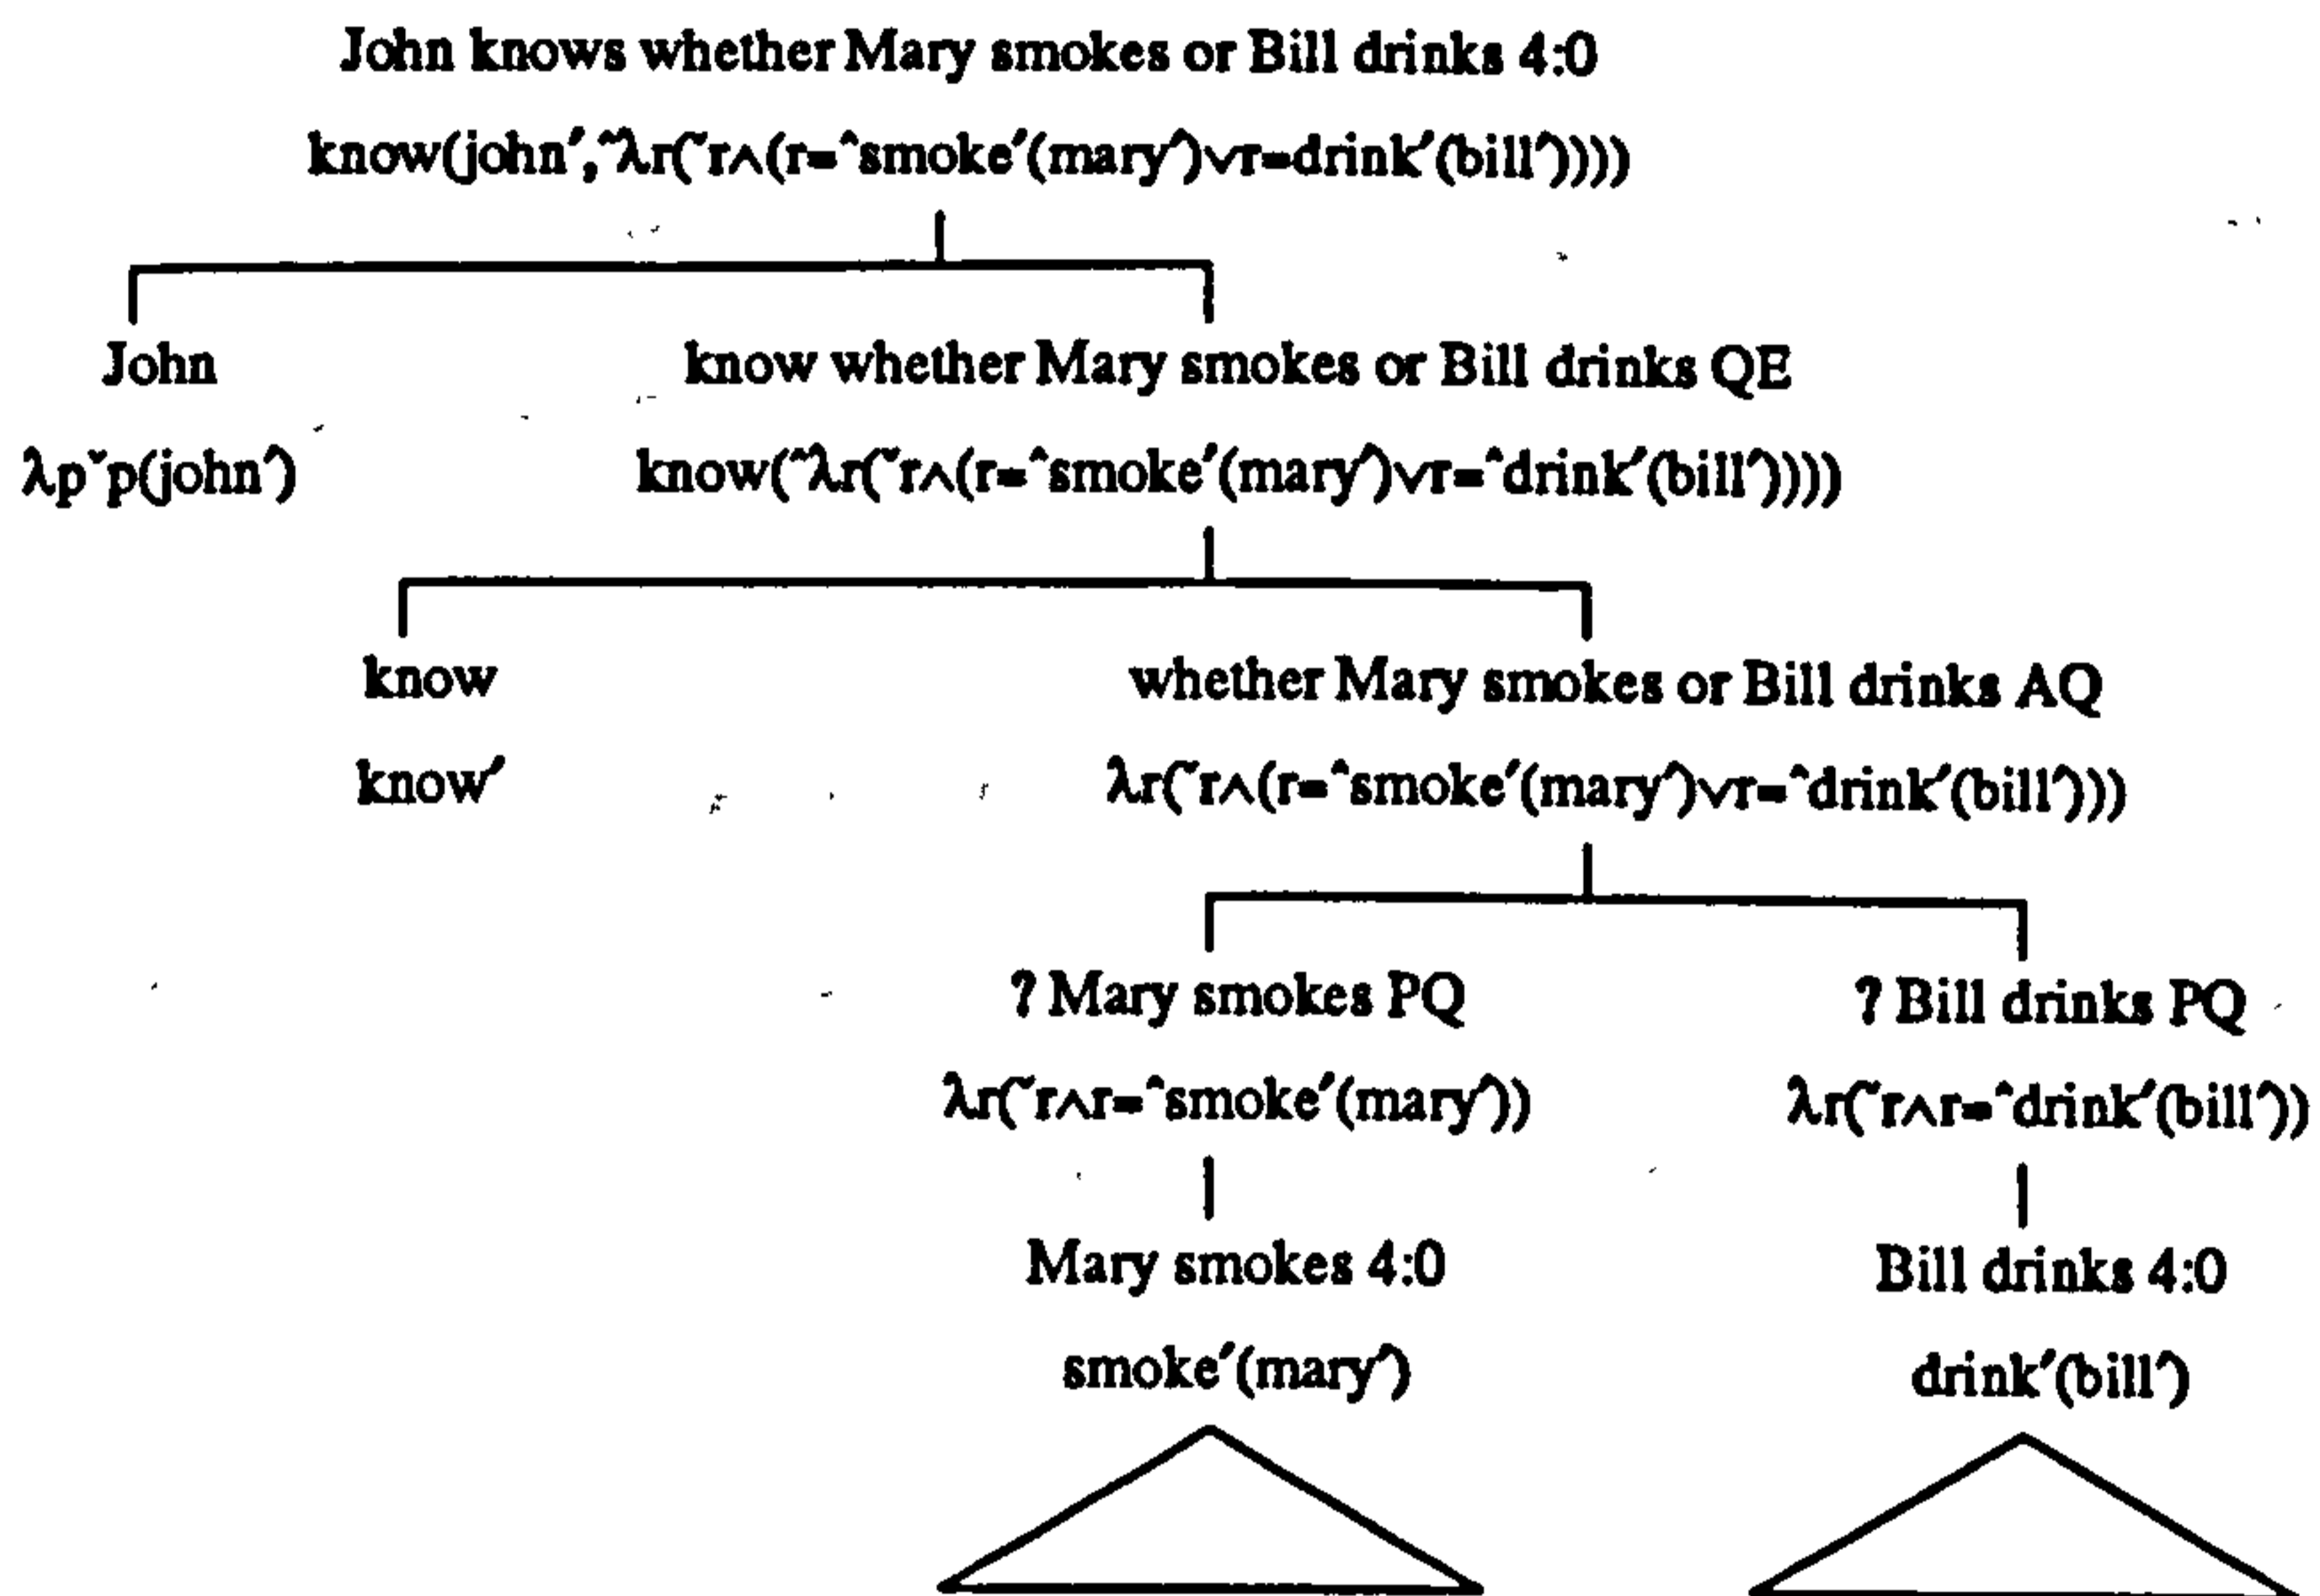 John knows whether Mary smokes or Bill drinks 4:0
know(john′,ˆλr(ˇr∧(r=ˆsmoke′(mary′)∨r=drink′(bill′))))
John
know whether Mary smokes or Bill drinks QE
λpˇp(john′)
know(ˆλr(ˇr∧(r=ˆsmoke′(mary′)∨r=ˆdrink′(bill′))))
know
whether Mary smokes or Bill drinks AQ
know′
λr(ˇr∧(r=ˆsmoke′(mary′)∨r=ˆdrink′(bill′)))
? Mary smokes PQ
? Bill drinks PQ
λr(ˇr∧r=ˆsmoke′(mary′))
λr(ˇr∧r=ˆdrink′(bill′))
Mary smokes 4:0
Bill drinks 4:0
smoke′(mary′)
drink′(bill′)